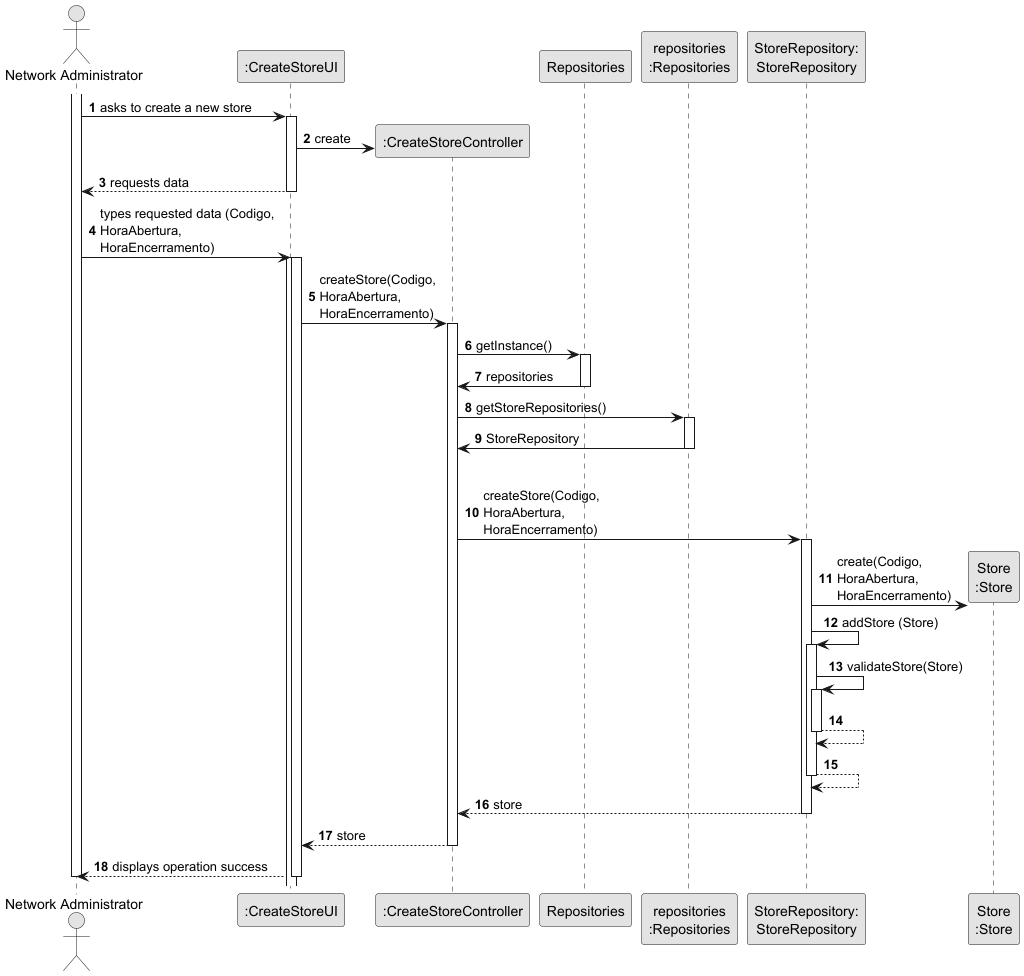 Network Administrator
:CreateStoreUI
Repositories
repositories
:Repositories
StoreRepository:
StoreRepository
1 asks to create a new store
2 create
:CreateStoreController
3 requests data
types requested data (Codigo,
4 HoraAbertura,
HoraEncerramento)
createStore(Codigo,
5 HoraAbertura,
HoraEncerramento)
6 getInstance()
7 repositories
8 getStoreRepositories()
9 StoreRepository
createStore(Codigo,
10 HoraAbertura,
HoraEncerramento)
create(Codigo,
11 HoraAbertura,
HoraEncerramento)
Store
:Store
12 addStore (Store)
13 validateStore(Store)
14
15
16 store
17 store
18 displays operation success
Network Administrator
:CreateStoreUI
:CreateStoreController
Repositories
repositories
:Repositories
StoreRepository:
StoreRepository
Store
:Store